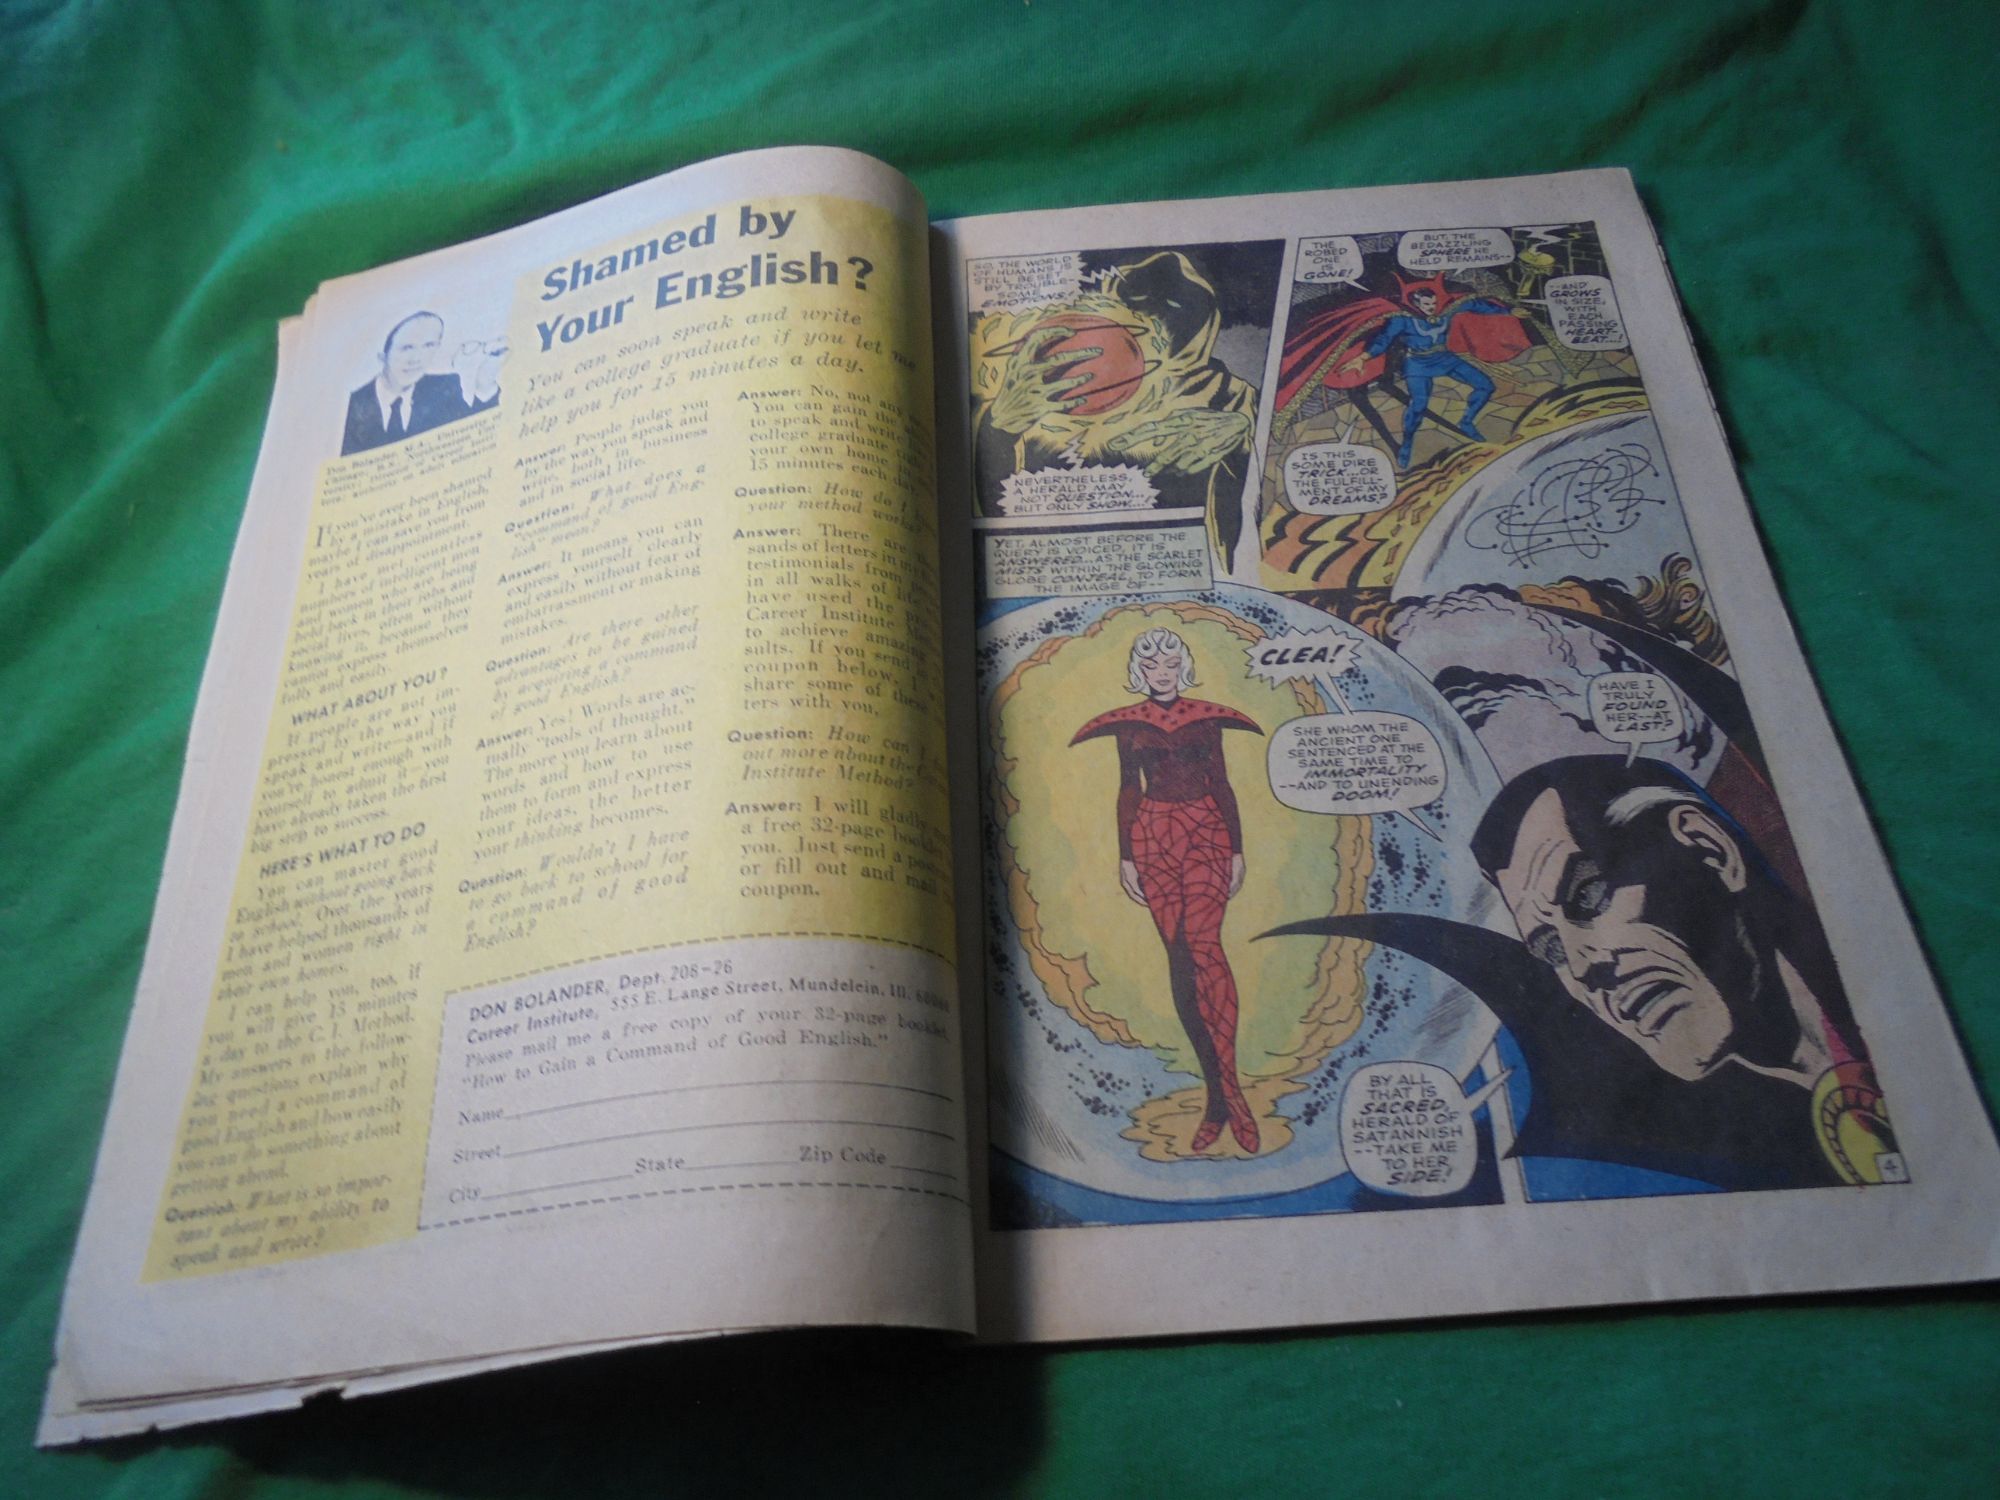 Shamed by
Your English?
You can soon speak and write
like a college graduate if you let me
help you for 15 minutes a day.
Don Bolander, M.A., University of
Chicago, B.S., Northwestern Uni-
versity; Director of Career Insti-
tute; authority of adult education
If you've ever been shamed
by a mistake in English,
maybe I can save you from
years of disappointment.
I have met countless
numbers of intelligent men
and women who are being
held back in their jobs and
social lives, often without
knowing it, because they
cannot express themselves
fully and easily.
WHAT ABOUT YOU?
If people are not im-
pressed by the way you
speak and write—and if
you're honest enough with
yourself to admit it—you
have already taken the first
big step to success.
HERE'S WHAT TO DO
You can master good
English without going back
to school. Over the years
I have helped thousands of
men and women right in
their own homes.
I can help you, too, if
you will give 15 minutes
a day to the C. I. Method.
My answers to the follow-
ing questions explain why
you need a command of
good English and how easily
you can do something about
getting ahead.
Question: What is so impor-
tant about my ability to
speak and write?
Answer: People judge you
by the way you speak and
write, both in business
and in social life.
Question: What does a
"command of good Eng-
lish" mean?
Answer: It means you can
express yourself clearly
and easily without fear of
embarrassment or making
mistakes.
Question: Are there other
advantages to be gained
by acquiring a command
of good English?
Answer: Yes! Words are ac-
tually "tools of thought."
The more you learn about
words and how to use
them to form and express
your ideas, the better
your thinking becomes.
Question: Wouldn't I have
to go back to school for
a command of good
English?
Answer: No, not any
You can gain the
to speak and write
college graduate
your own home
15 minutes each day.
Question: How do I
your method works?
Answer: There are
sands of letters in my
testimonials from
in all walks of life
have used the
Career Institute
to achieve amazing
sults. If you send
coupon below, I
share some of these
ters with you.
Question: How can I
out more about the
Institute Method?
Answer: I will gladly
a free 32-page booklet
you. Just send a
or fill out and mail
coupon.
DON BOLANDER, Dept. 208-26
Career Institute, 555 E. Lange Street, Mundelein, Ill.
Please mail me a free copy of your 32-page booklet,
"How to Gain a Command of Good English."
Name
Street
City State Zip Code
SO, THE WORLD
OF HUMANS IS
STILL BESET
BY TROUBLE-
SOME
EMOTIONS!
NEVERTHELESS,
A HERALD MAY
NOT QUESTION...
BUT ONLY SHOW...!
THE
ROBED
ONE
IS
GONE!
BUT, THE
BEDAZZLING
SPHERE HE
HELD REMAINS--
--AND
GROWS
IN SIZE,
WITH
EACH
PASSING
HEART-
BEAT...!
IS THIS
SOME DIRE
TRICK...OR
THE FULFILL-
MENT OF MY
DREAMS?
YET, ALMOST BEFORE THE
QUERY IS VOICED, IT IS
ANSWERED...AS THE SCARLET
MISTS WITHIN THE GLOWING
GLOBE CONGEAL, TO FORM
THE IMAGE OF--
CLEA!
SHE WHOM THE
ANCIENT ONE
SENTENCED AT THE
SAME TIME TO
IMMORTALITY
--AND TO UNENDING
DOOM!
HAVE I
TRULY
FOUND
HER--AT
LAST?
BY ALL
THAT IS
SACRED,
HERALD OF
SATANNISH
--TAKE ME
TO HER
SIDE!
4